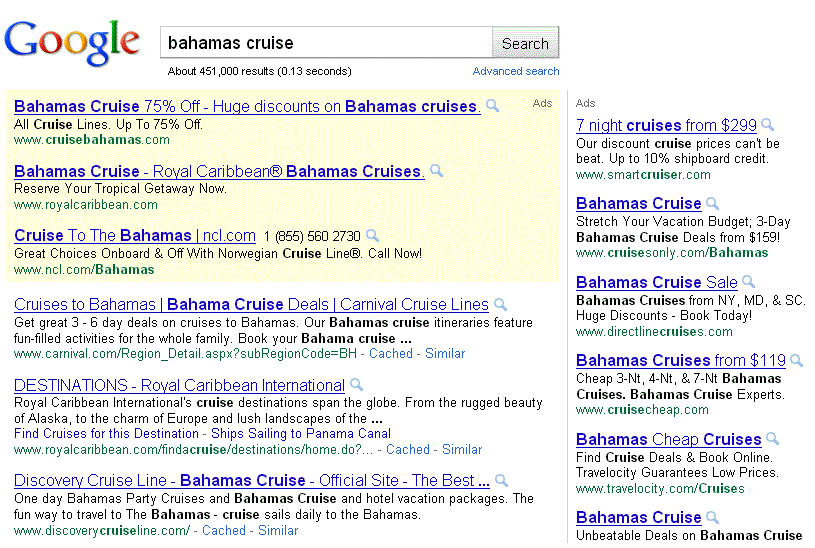 Google
bahamas cruise
Search
About 451,000 results (0.13 seconds)
Advanced search
Bahamas Cruise 75% Off - Huge discounts on Bahamas cruises.
Ads
All Cruise Lines. Up To 75% Off.
www.cruisebahamas.com
Bahamas Cruise - Royal Caribbean® Bahamas Cruises.
Reserve Your Tropical Getaway Now.
www.royalcaribbean.com
Cruise To The Bahamas | ncl.com 1 (855) 560 2730
Great Choices Onboard & Off With Norwegian Cruise Line®. Call Now!
www.ncl.com/Bahamas
Cruises to Bahamas | Bahama Cruise Deals | Carnival Cruise Lines
Get great 3 - 6 day deals on cruises to Bahamas. Our Bahamas cruise itineraries feature
fun-filled activities for the whole family. Book your Bahama cruise ...
www.carnival.com/Region_Detail.aspx?subRegionCode=BH - Cached - Similar
DESTINATIONS - Royal Caribbean International
Royal Caribbean International's cruise destinations span the globe. From the rugged beauty
of Alaska, to the charm of Europe and lush landscapes of the ...
Find Cruises for this Destination - Ships Sailing to Panama Canal
www.royalcaribbean.com/findacruise/destinations/home.do?... - Cached - Similar
Discovery Cruise Line - Bahamas Cruise - Official Site - The Best ...
One day Bahamas Party Cruises and Bahamas Cruise and hotel vacation packages. The
fun way to travel to The Bahamas - cruise sails daily to the Bahamas.
www.discoverycruiseline.com/ - Cached - Similar
Ads
7 night cruises from $299
Our discount cruise prices can't be
beat. Up to 10% shipboard credit.
www.smartcruiser.com
Bahamas Cruise
Stretch Your Vacation Budget; 3-Day
Bahamas Cruise Deals from $159!
www.cruisesonly.com/Bahamas
Bahamas Cruise Sale
Bahamas Cruises from NY, MD, & SC.
Huge Discounts - Book Today!
www.directlinecruises.com
Bahamas Cruises from $119
Cheap 3-Nt, 4-Nt, & 7-Nt Bahamas
Cruises. Bahamas Cruise Experts.
www.cruisecheap.com
Bahamas Cheap Cruises
Find Cruise Deals & Book Online.
Travelocity Guarantees Low Prices.
www.travelocity.com/Cruises
Bahamas Cruise
Unbeatable Deals on Bahamas Cruise